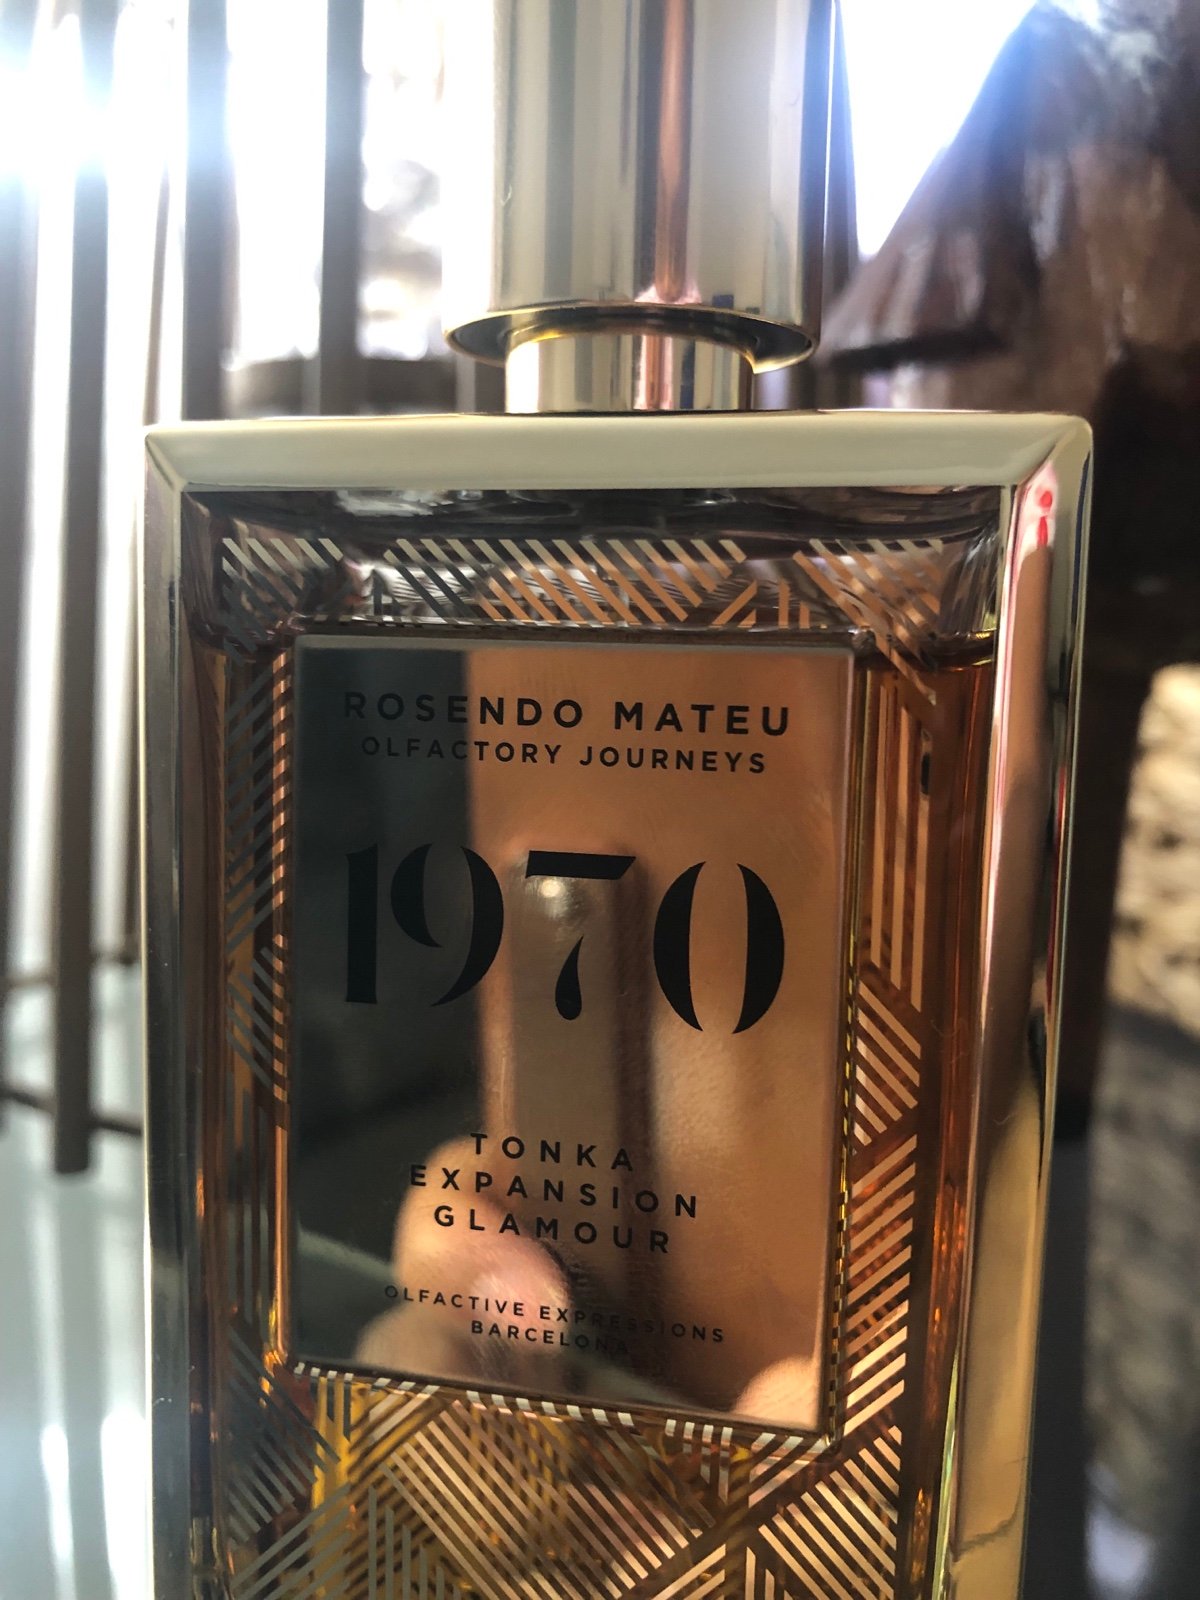 ROSENDO MATEU
OLFACTORY JOURNEYS
1970
TONKA
EXPANSION
GLAMOUR
OLFACTIVE EXPRESSIONS
BARCELONA